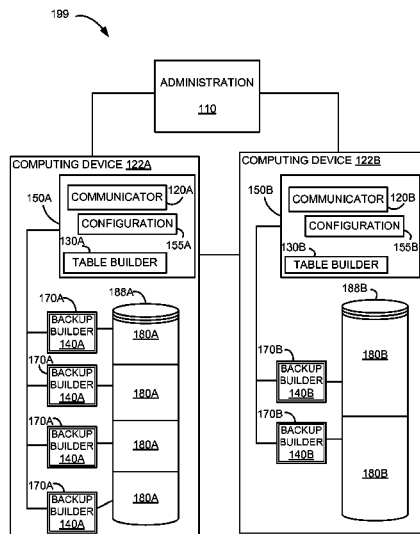 199
ADMINISTRATION
110
COMPUTING DEVICE 122A
150A
COMMUNICATOR
120A
CONFIGURATION
155A
130A
TABLE BUILDER
170A
188A
BACKUP
BUILDER
140A
180A
170A
BACKUP
BUILDER
140A
180A
170A
BACKUP
BUILDER
140A
180A
170A
BACKUP
BUILDER
140A
180A
COMPUTING DEVICE 122B
150B
COMMUNICATOR
120B
CONFIGURATION
155B
130B
TABLE BUILDER
188B
170B
BACKUP
BUILDER
140B
180B
170B
BACKUP
BUILDER
140B
180B